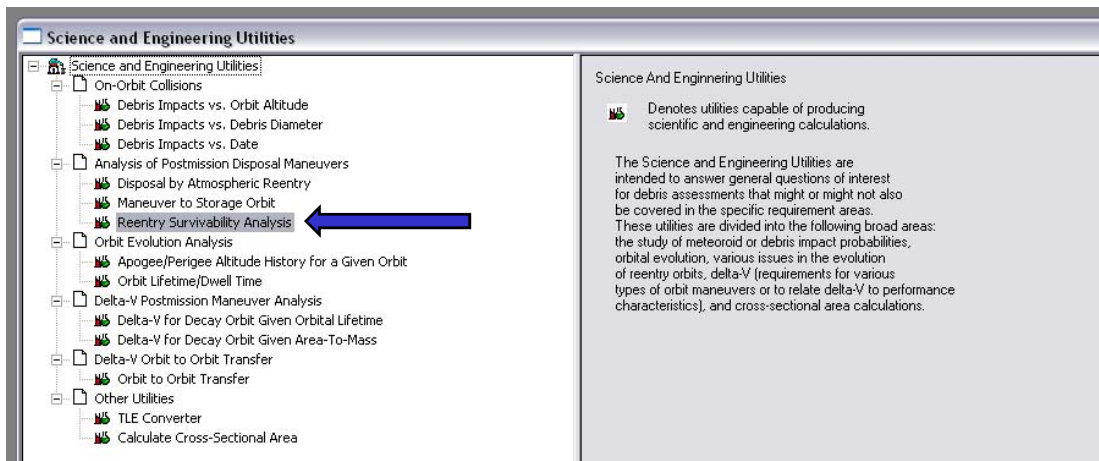 Science and Engineering Utilities
Science and Engineering Utilities
On-Orbit Collisions
Debris Impacts vs. Orbit Altitude
Debris Impacts vs. Debris Diameter
Debris Impacts vs. Date
Analysis of Postmission Disposal Maneuvers
Disposal by Atmospheric Reentry
Maneuver to Storage Orbit
Reentry Survivability Analysis
Orbit Evolution Analysis
Apogee/Perigee Altitude History for a Given Orbit
Orbit Lifetime/Dwell Time
Delta-V Postmission Maneuver Analysis
Delta-V for Decay Orbit Given Orbital Lifetime
Delta-V for Decay Orbit Given Area-To-Mass
Delta-V Orbit to Orbit Transfer
Orbit to Orbit Transfer
Other Utilities
TLE Converter
Calculate Cross-Sectional Area
Science And Enginnering Utilities
Denotes utilities capable of producing
scientific and engineering calculations.
The Science and Engineering Utilities are
intended to answer general questions of interest
for debris assessments that might or might not also
be covered in the specific requirement areas.
These utilities are divided into the following broad areas:
the study of meteoroid or debris impact probabilities,
orbital evolution, various issues in the evolution
of reentry orbits, delta-V (requirements for various
types of orbit maneuvers or to relate delta-V to performance
characteristics), and cross-sectional area calculations.